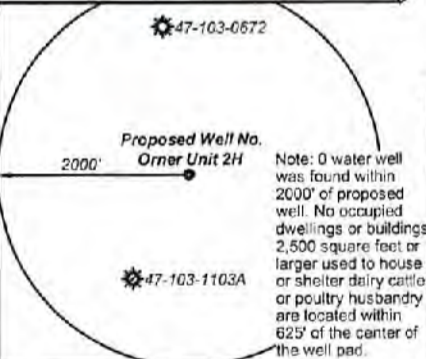 47-103-0672
Proposed Well No.
Orner Unit 2H
2000'
Note: 0 water well
was found within
2000' of proposed
well. No occupied
dwellings or buildings
2,500 square feet or
larger used to house
or shelter dairy cattle
or poultry husbandry
are located within
625' of the center of
the well pad.
47-103-1103A